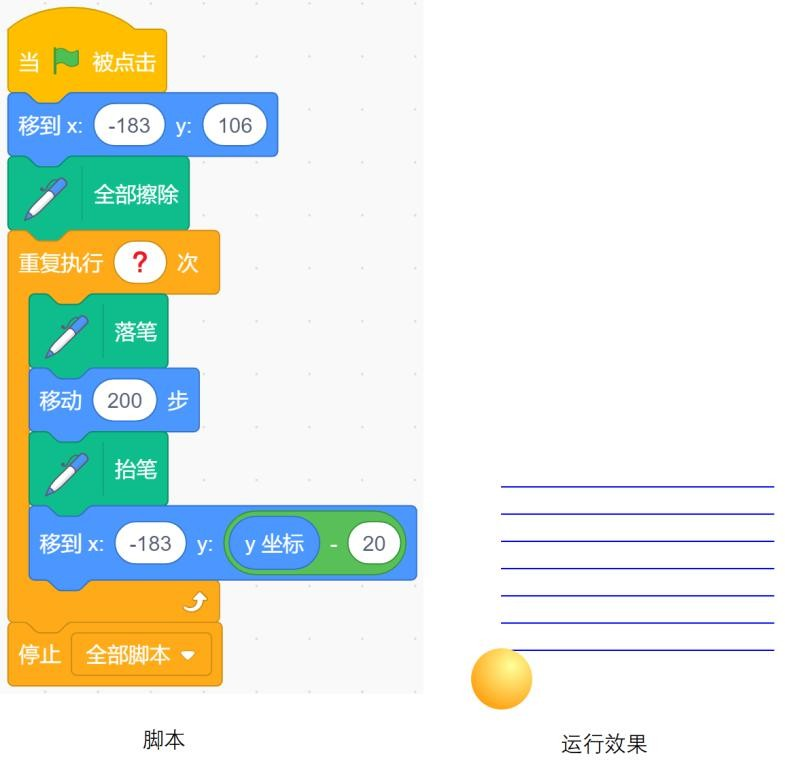 当 被点击
移到 x: -183 y: 106
全部擦除
重复执行 ? 次
落笔
移动 200 步
抬笔
移到 x: -183 y: y 坐标 - 20
停止 全部脚本
脚本
运行效果